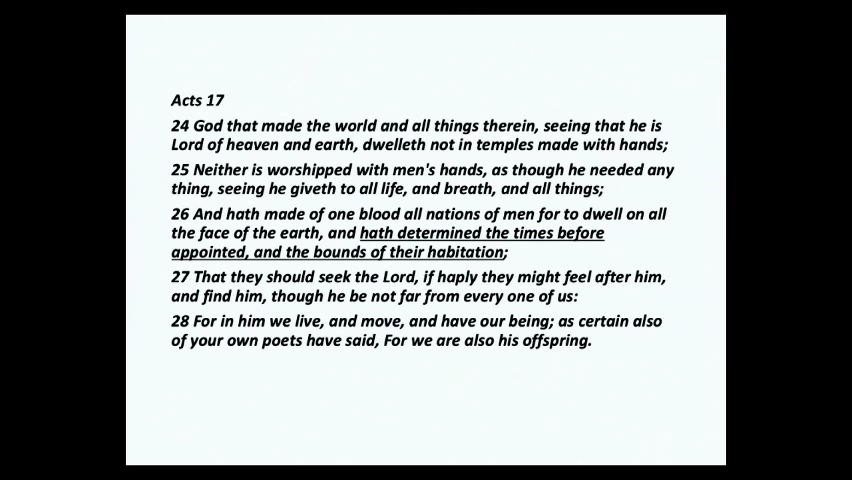 Acts 17
24 God that made the world and all things therein, seeing that he is
Lord of heaven and earth, dwelleth not in temples made with hands;
25 Neither is worshipped with men's hands, as though he needed any
thing, seeing he giveth to all life, and breath, and all things;
26 And hath made of one blood all nations of men for to dwell on all
the face of the earth, and hath determined the times before
appointed, and the bounds of their habitation;
27 That they should seek the Lord, if haply they might feel after him,
and find him, though he be not far from every one of us:
28 For in him we live, and move, and have our being; as certain also
of your own poets have said, For we are also his offspring.